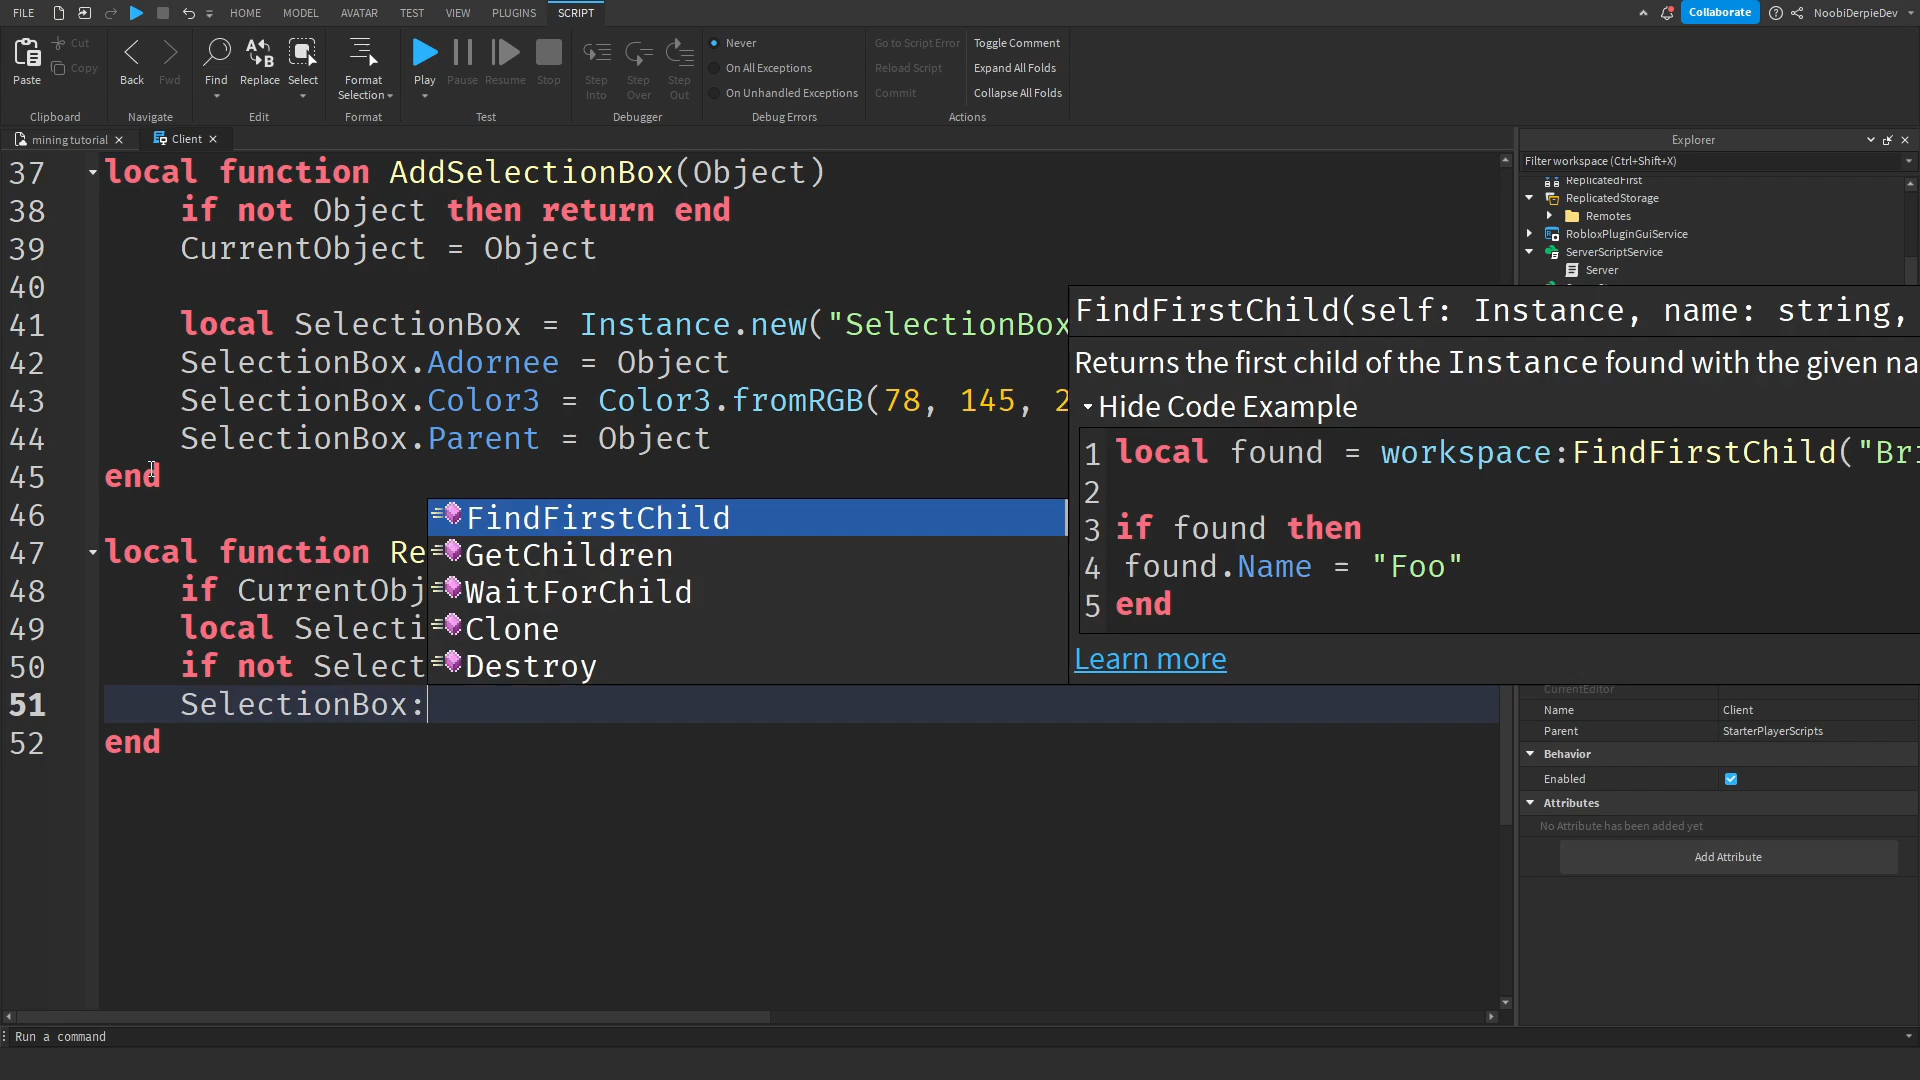 FILE HOME MODEL AVATAR TEST VIEW PLUGINS SCRIPT Collaborate NoobiDerpieDev
Paste Cut Copy Back Fwd Find Replace Select Format Selection Play Pause Resume Stop Step Into Step Over Step Out
Never Go to Script Error Toggle Comment
On All Exceptions Reload Script Expand All Folds
On Unhandled Exceptions Commit Collapse All Folds
Clipboard Navigate Edit Format Test Debugger Debug Errors Actions
mining tutorial Client
37 local function AddSelectionBox(Object)
38 if not Object then return end
39 CurrentObject = Object
40
41 local SelectionBox = Instance.new("SelectionBox
42 SelectionBox.Adornee = Object
43 SelectionBox.Color3 = Color3.fromRGB(78, 145, 2
44 SelectionBox.Parent = Object
45 end
46
47 local function Re
48 if CurrentObj
49 local Selecti
50 if not Select
51 SelectionBox:
52 end
FindFirstChild
GetChildren
WaitForChild
Clone
Destroy
FindFirstChild(self: Instance, name: string,
Returns the first child of the Instance found with the given na
Hide Code Example
1 local found = workspace:FindFirstChild("Bri
2
3 if found then
4 found.Name = "Foo"
5 end
Learn more
Explorer
Filter workspace (Ctrl+Shift+X)
ReplicatedFirst
ReplicatedStorage
Remotes
RobloxPluginGuiService
ServerScriptService
Server
CurrentEditor
Name Client
Parent StarterPlayerScripts
Behavior
Enabled
Attributes
No Attribute has been added yet
Add Attribute
Run a command